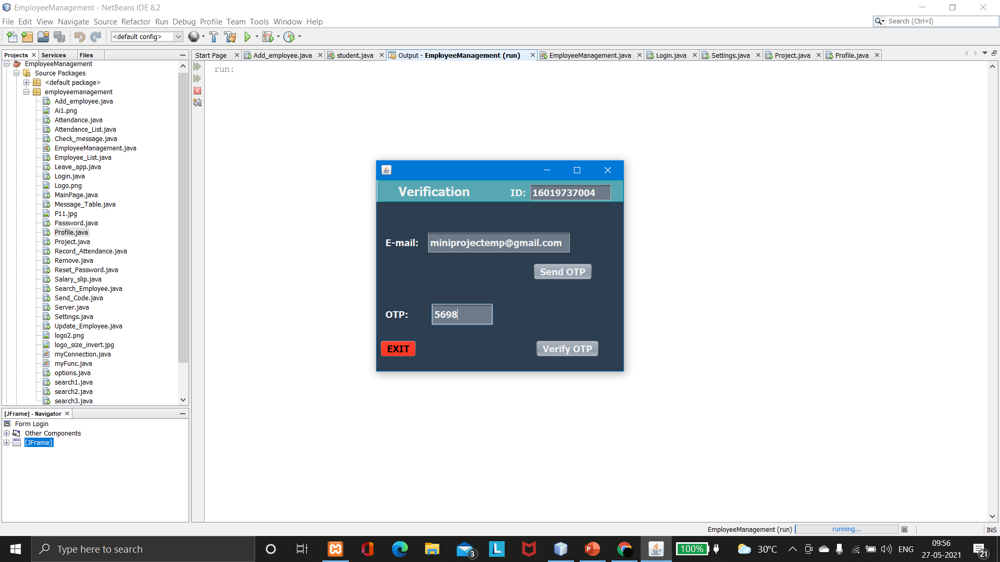 EmployeeManagement - NetBeans IDE 8.2
File Edit View Navigate Source Refactor Run Debug Profile Team Tools Window Help
Search (Ctrl+I)
<default config>
Projects Services Files
Start Page Add_employee.java student.java Output - EmployeeManagement (run) EmployeeManagement.java Login.java Settings.java Project.java Profile.java
EmployeeManagement
Source Packages
<default package>
employeemanagement
Add_employee.java
Ai1.png
Attendance.java
Attendance_List.java
Check_message.java
EmployeeManagement.java
Employee_List.java
Leave_app.java
Login.java
Logo.png
MainPage.java
Message_Table.java
P11.jpg
Password.java
Profile.java
Project.java
Record_Attendance.java
Remove.java
Reset_Password.java
Salary_slip.java
Search_Employee.java
Send_Code.java
Server.java
Settings.java
Update_Employee.java
logo2.png
logo_size_invert.jpg
myConnection.java
myFunc.java
options.java
search1.java
search2.java
search3.java
[JFrame] - Navigator
Form Login
Other Components
[JFrame]
run:
Verification ID: 16019737004
E-mail: miniprojectemp@gmail.com
Send OTP
OTP: 5698
EXIT Verify OTP
EmployeeManagement (run) running... INS
Type here to search
3
L
P
100%
30°C
ENG
09:56
27-05-2021
21